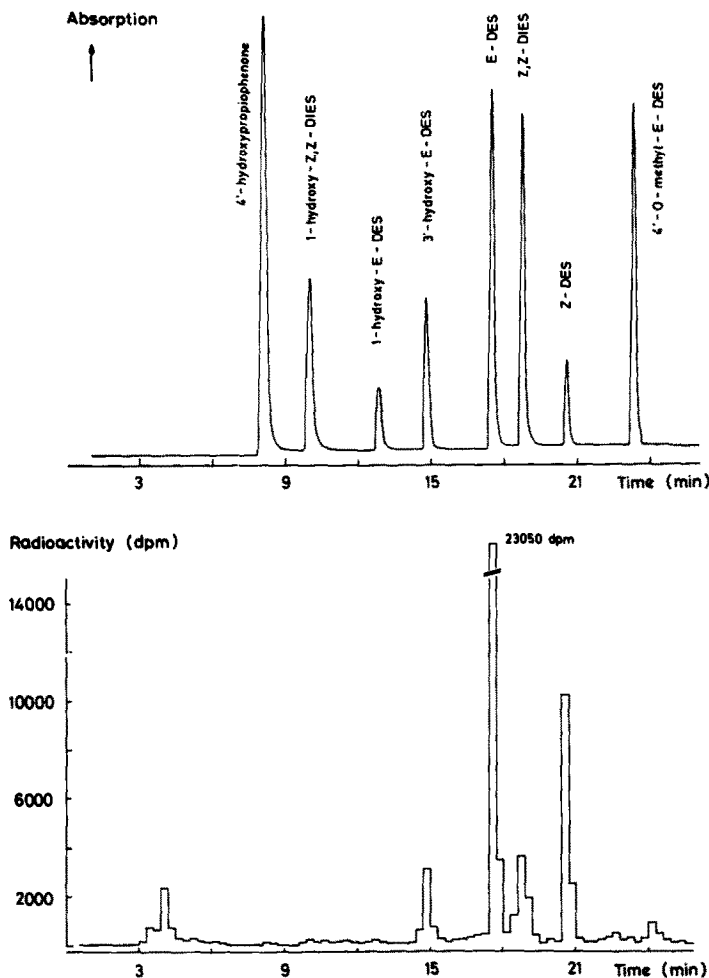 Absorption
4'-hydroxypropiophenone
1-hydroxy-Z,Z-DIES
1-hydroxy-E-DES
3'-hydroxy-E-DES
E-DES
Z,Z-DIES
Z-DES
4'-O-methyl-E-DES
3 9 15 21 Time (min)
Radioactivity (dpm)
23050 dpm
14000
10000
6000
2000
3 9 15 21 Time (min)